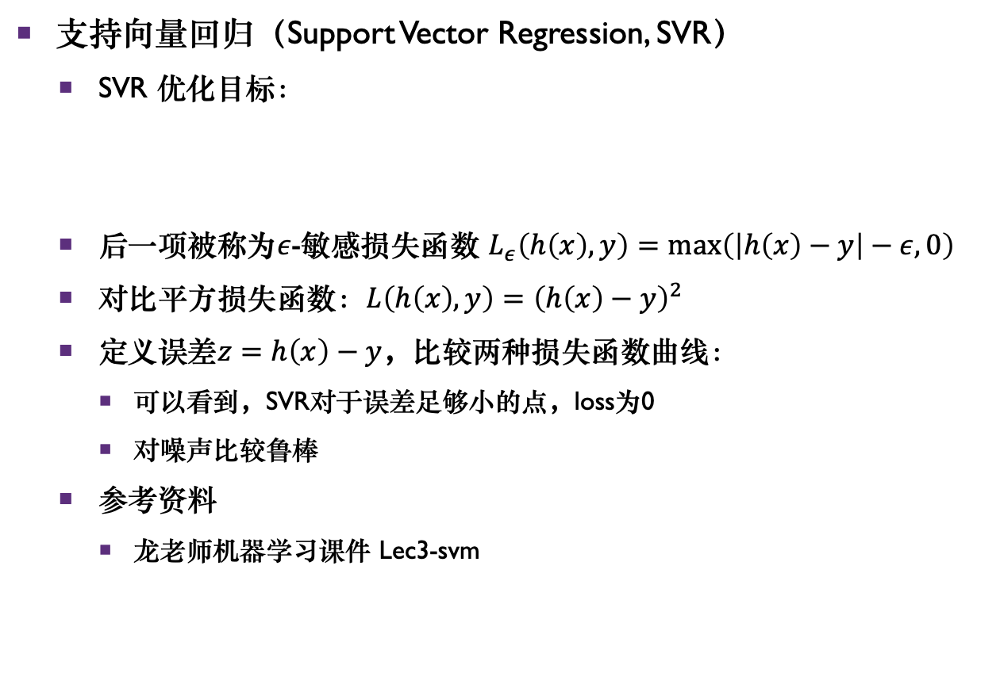 支持向量回归（Support Vector Regression, SVR）
SVR 优化目标：
后一项被称为ϵ-敏感损失函数 Lϵ(h(x), y) = max(|h(x) − y| − ϵ, 0)
对比平方损失函数：L(h(x), y) = (h(x) − y)²
定义误差z = h(x) − y，比较两种损失函数曲线：
可以看到，SVR对于误差足够小的点，loss为0
对噪声比较鲁棒
参考资料
龙老师机器学习课件 Lec3-svm